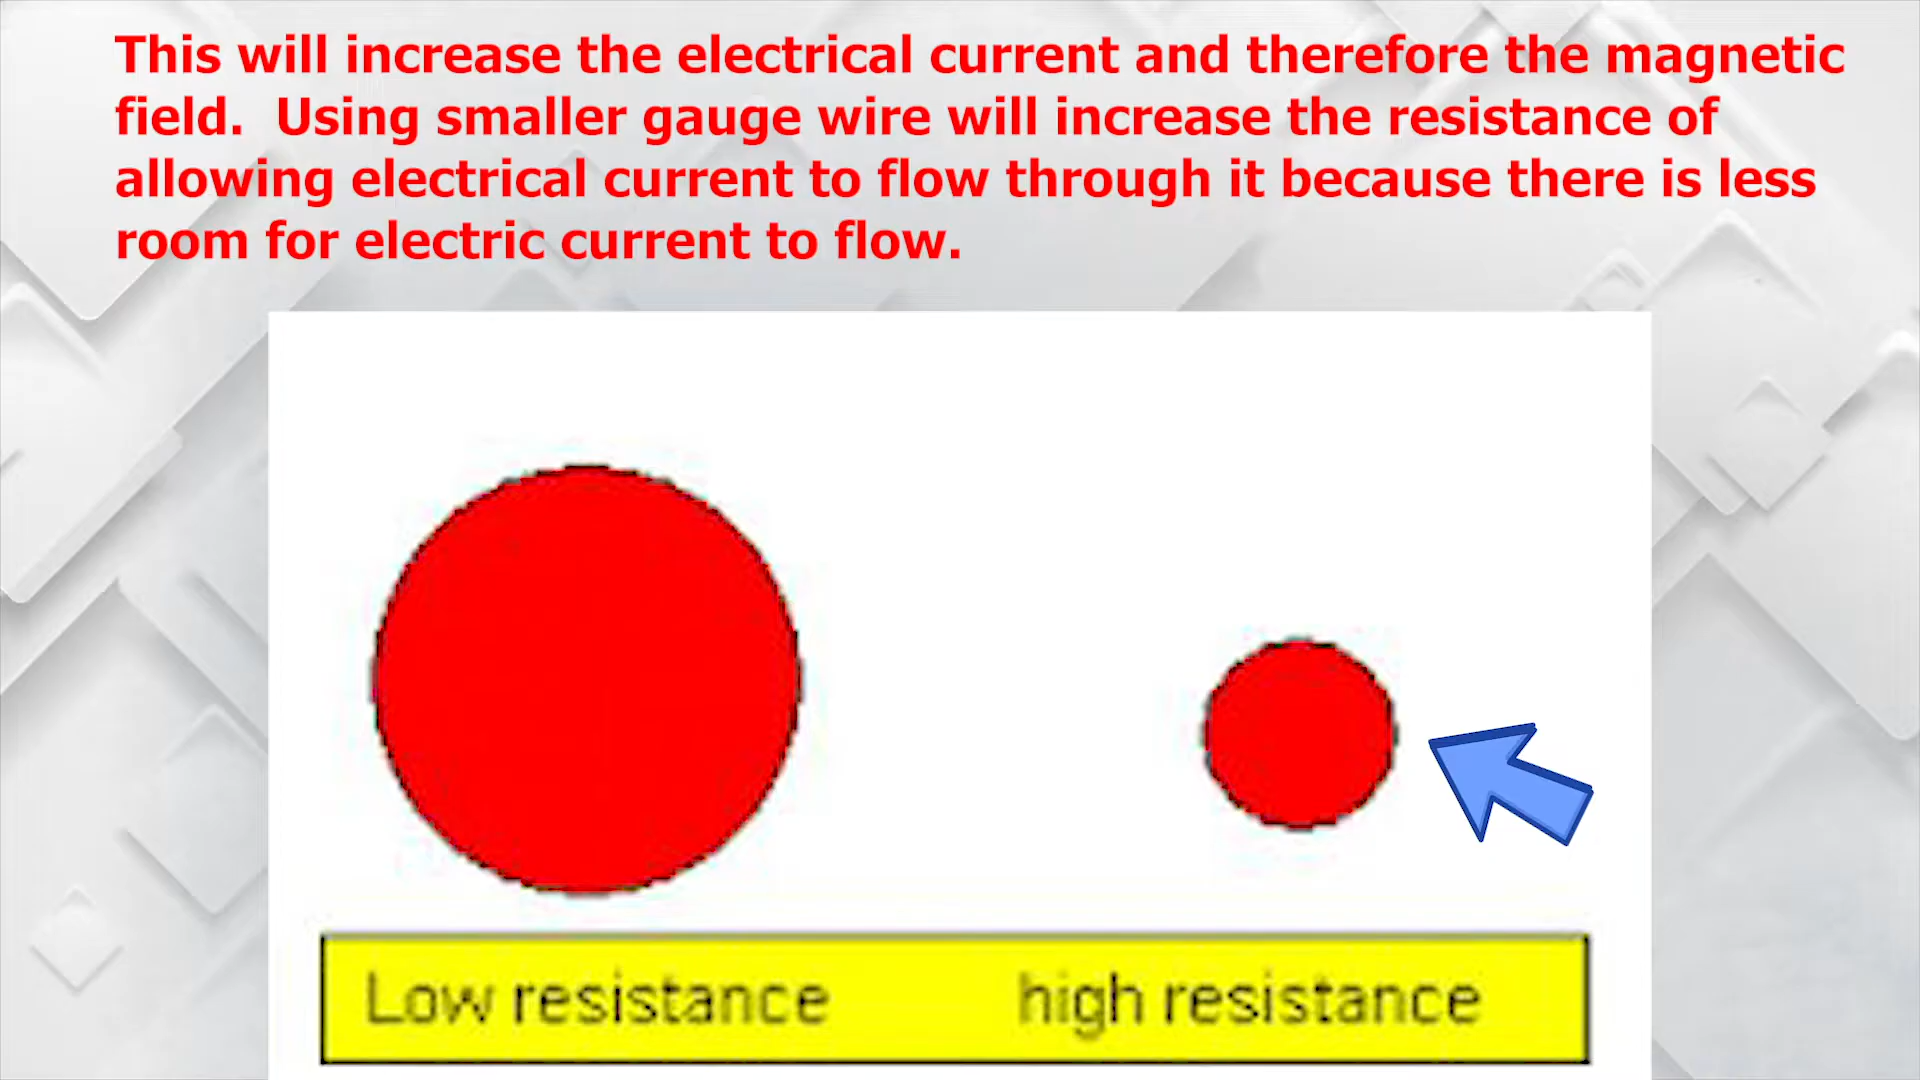 This will increase the electrical current and therefore the magnetic
field.  Using smaller gauge wire will increase the resistance of
allowing electrical current to flow through it because there is less
room for electric current to flow.
Low resistance high resistance